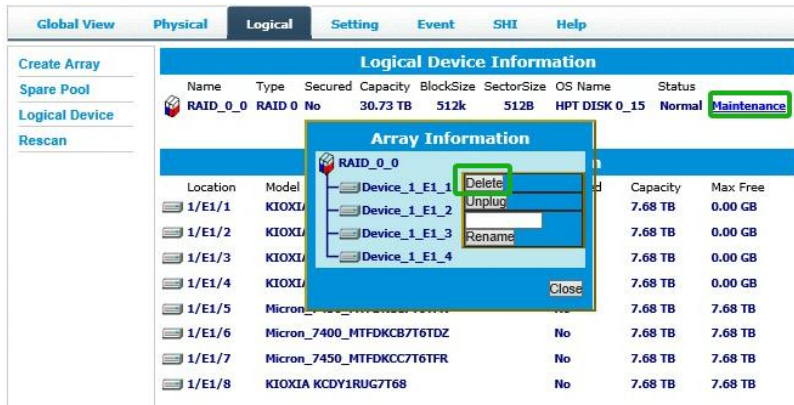 Global View Physical Logical Setting Event SHI Help
Create Array
Spare Pool
Logical Device
Rescan
Logical Device Information
Name Type Secured Capacity BlockSize SectorSize OS Name Status
RAID_0_0 RAID 0 No 30.73 TB 512k 512B HPT DISK 0_15 Normal Maintenance
Array Information
RAID_0_0
Device_1_E1_1
Device_1_E1_2
Device_1_E1_3
Device_1_E1_4
Delete
Unplug
Rename
Close
Location Model Capacity Max Free
1/E1/1 7.68 TB 0.00 GB
1/E1/2 7.68 TB 0.00 GB
1/E1/3 7.68 TB 0.00 GB
1/E1/4 7.68 TB 0.00 GB
1/E1/5 7.68 TB 7.68 TB
1/E1/6 Micron_7400_MTFDKCB7T6TDZ No 7.68 TB 7.68 TB
1/E1/7 Micron_7450_MTFDKCC7T6TFR No 7.68 TB 7.68 TB
1/E1/8 KIOXIA KCDY1RUG7T68 No 7.68 TB 7.68 TB